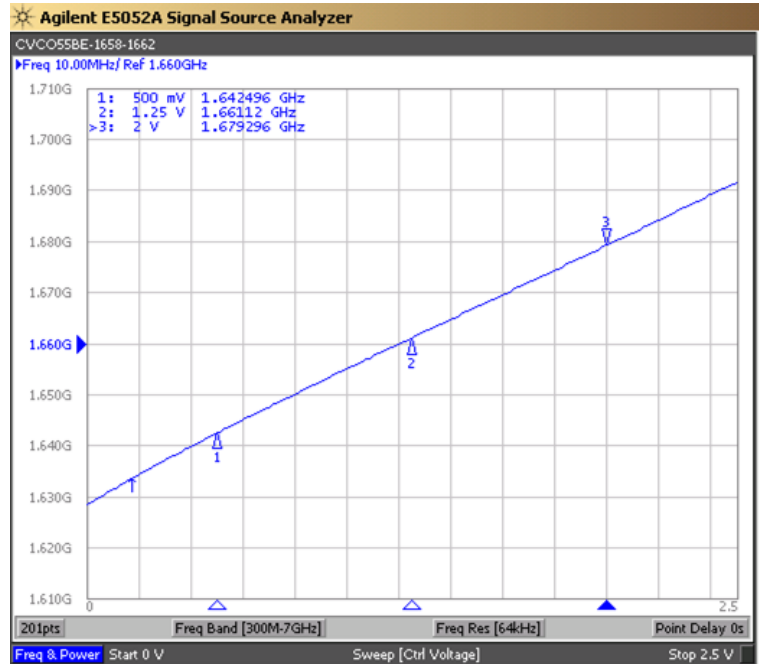 Agilent E5052A Signal Source Analyzer
CVCO55BE-1658-1662
Freq 10.00MHz/ Ref 1.660GHz
1.710G
1: 500 mV 1.642496 GHz
2: 1.25 V 1.66112 GHz
>3: 2 V 1.679296 GHz
1.700G
1.690G
3
1.680G
1.670G
1.660G
2
1.650G
1.640G
1
1.630G
1.620G
1.610G
0 2.5
201pts Freq Band [300M-7GHz] Freq Res [64kHz] Point Delay 0s
Freq & Power Start 0 V Sweep [Ctrl Voltage] Stop 2.5 V